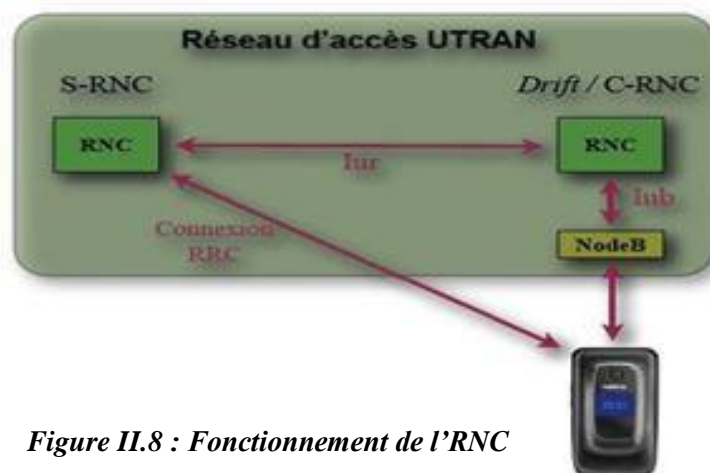 Réseau d'accès UTRAN
S-RNC
Drift / C-RNC
RNC
RNC
Iur
Iub
Connexion
RRC
NodeB
Figure II.8 : Fonctionnement de l'RNC